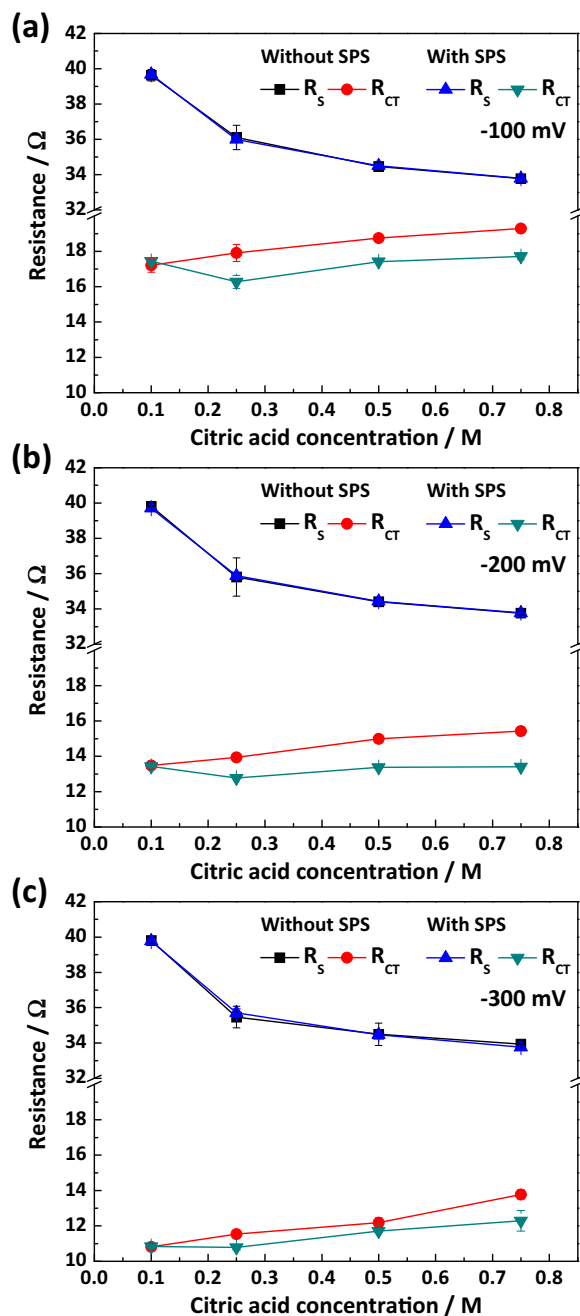 (a)
42
40
38
36
34
32
18
16
14
12
10
Resistance / Ω
Without SPS With SPS
R_S R_CT R_S R_CT
-100 mV
0.0 0.1 0.2 0.3 0.4 0.5 0.6 0.7 0.8
Citric acid concentration / M
(b)
42
40
38
36
34
32
18
16
14
12
10
Resistance / Ω
Without SPS With SPS
R_S R_CT R_S R_CT
-200 mV
0.0 0.1 0.2 0.3 0.4 0.5 0.6 0.7 0.8
Citric acid concentration / M
(c)
42
40
38
36
34
32
18
16
14
12
10
Resistance / Ω
Without SPS With SPS
R_S R_CT R_S R_CT
-300 mV
0.0 0.1 0.2 0.3 0.4 0.5 0.6 0.7 0.8
Citric acid concentration / M